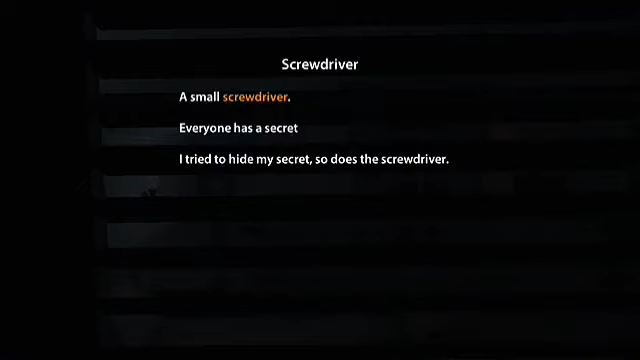 Screwdriver
A small screwdriver.
Everyone has a secret
I tried to hide my secret, so does the screwdriver.